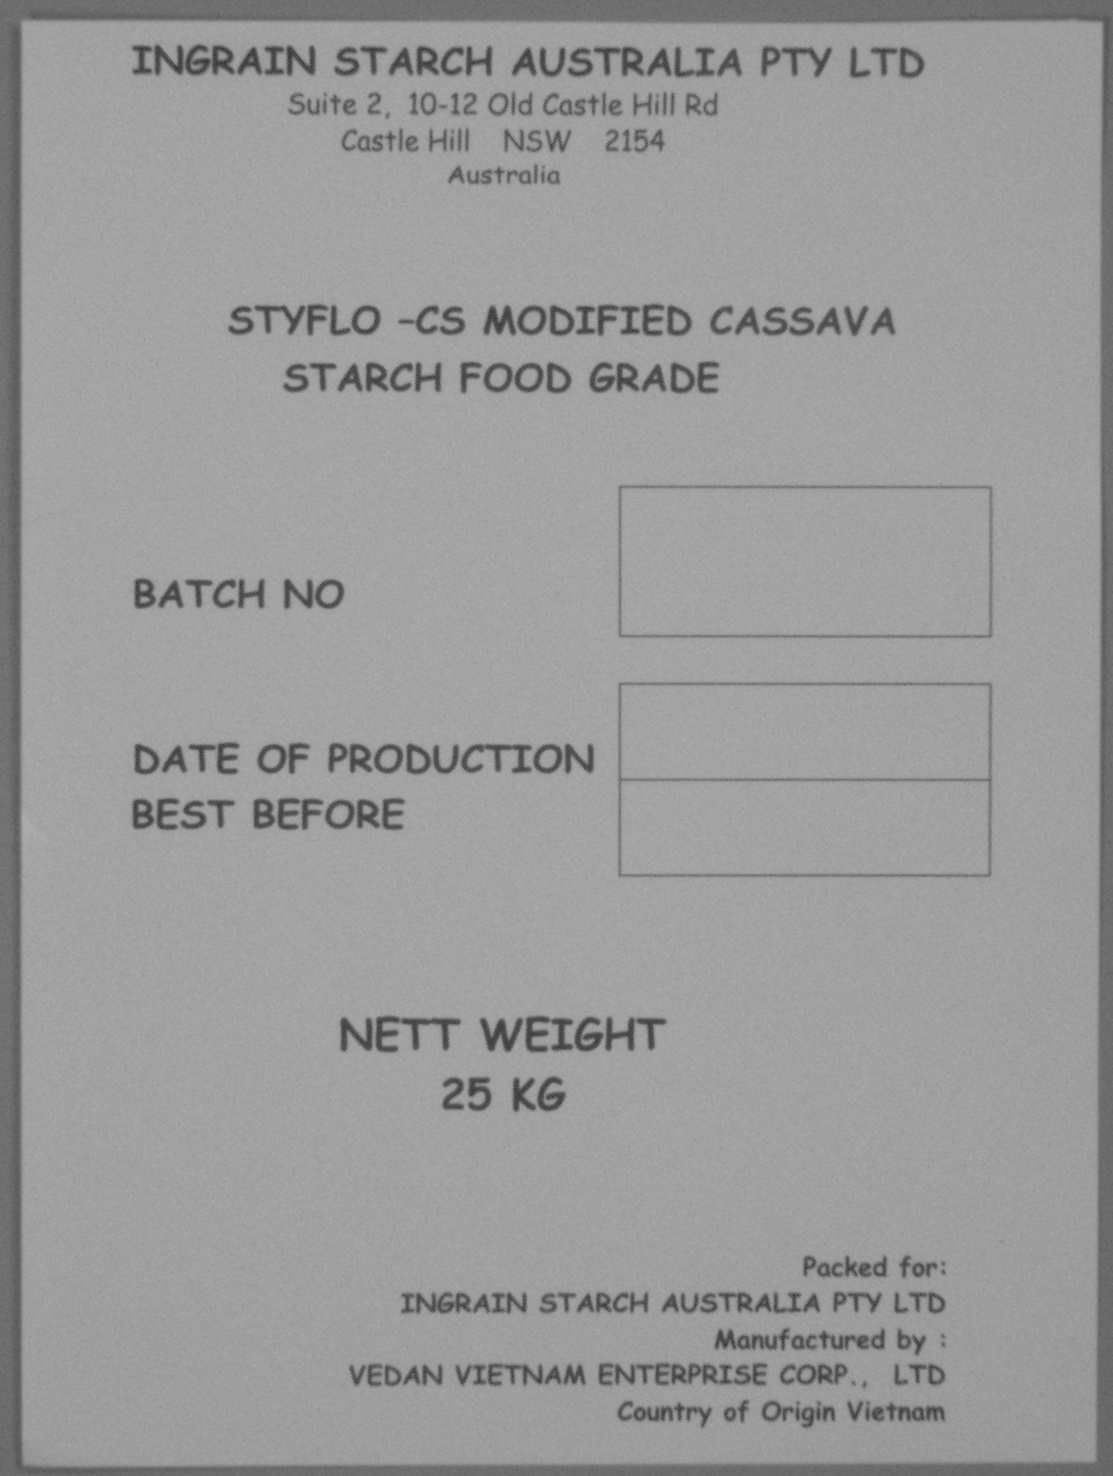 INGRAIN STARCH AUSTRALIA PTY LTD
Suite 2, 10-12 Old Castle Hill Rd
Castle Hill NSW 2154
Australia
STYFLO –CS MODIFIED CASSAVA
STARCH FOOD GRADE
BATCH NO
DATE OF PRODUCTION
BEST BEFORE
NETT WEIGHT
25 KG
Packed for:
INGRAIN STARCH AUSTRALIA PTY LTD
Manufactured by :
VEDAN VIETNAM ENTERPRISE CORP., LTD
Country of Origin Vietnam